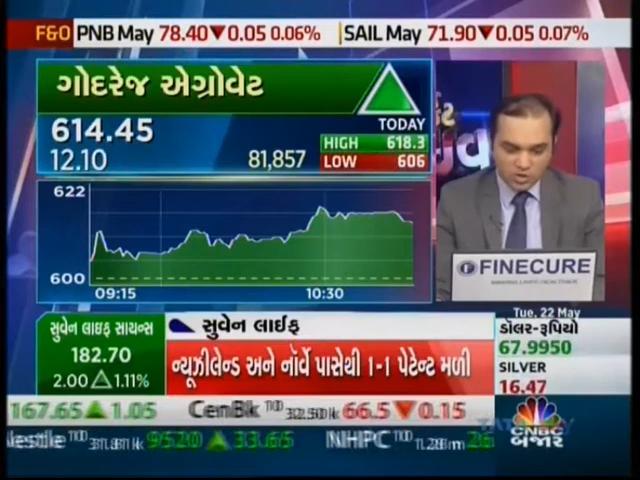 F&O PNB May 78.40▼0.05 0.06% SAIL May 71.90▼0.05 0.07%
ગોદરેજ એગ્રોવેટ
614.45
12.10 81,857
TODAY
HIGH 618.3
LOW 606
622
600
09:15 10:30
FINECURE
Tue, 22 May
સુવેન લાઇફ સાયન્સ
182.70
2.00 △ 1.11%
સુવેન લાઈફ
ન્યૂઝીલેન્ડ અને નૉર્વે પાસેથી 1-1 પેટેન્ટ મળી
ડૉલર-રૂપિયો
67.9950
SILVER
16.47
167.65▲1.05 CenBk 66.5▼0.15
9520▲33.65 NHPC
CNBC
બજાર